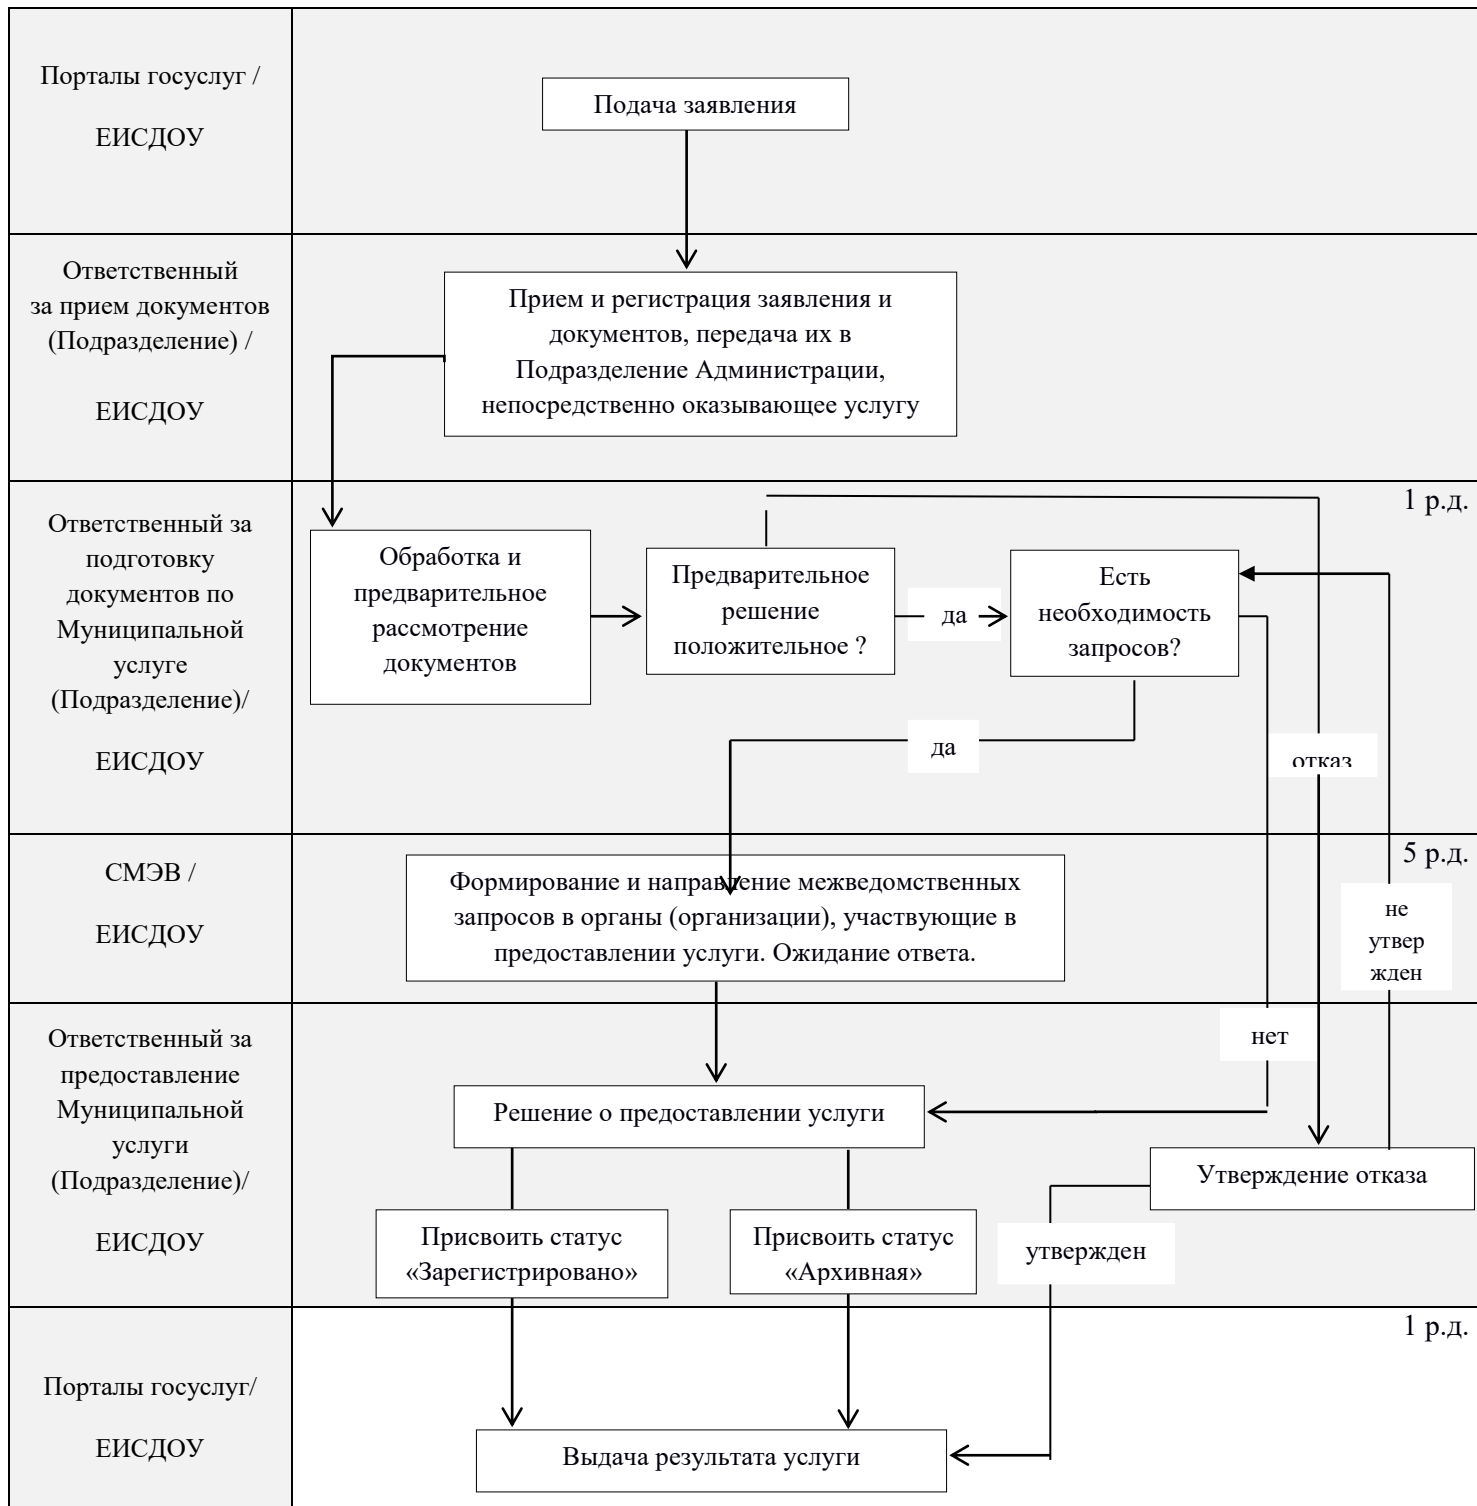 Порталы госуслуг /
ЕИСДОУ
Подача заявления
Ответственный
за прием документов
(Подразделение) /
ЕИСДОУ
Прием и регистрация заявления и
документов, передача их в
Подразделение Администрации,
непосредственно оказывающее услугу
1 р.д.
Ответственный за
подготовку
документов по
Муниципальной
услуге
(Подразделение)/
ЕИСДОУ
Обработка и
предварительное
рассмотрение
документов
Предварительное
решение
положительное ?
да
Есть
необходимость
запросов?
да
отказ
5 р.д.
СМЭВ /
ЕИСДОУ
Формирование и направление межведомственных
запросов в органы (организации), участвующие в
предоставлении услуги. Ожидание ответа.
не
утвер
жден
Ответственный за
предоставление
Муниципальной
услуги
(Подразделение)/
ЕИСДОУ
нет
Решение о предоставлении услуги
Утверждение отказа
Присвоить статус
«Зарегистрировано»
Присвоить статус
«Архивная»
утвержден
1 р.д.
Порталы госуслуг/
ЕИСДОУ
Выдача результата услуги